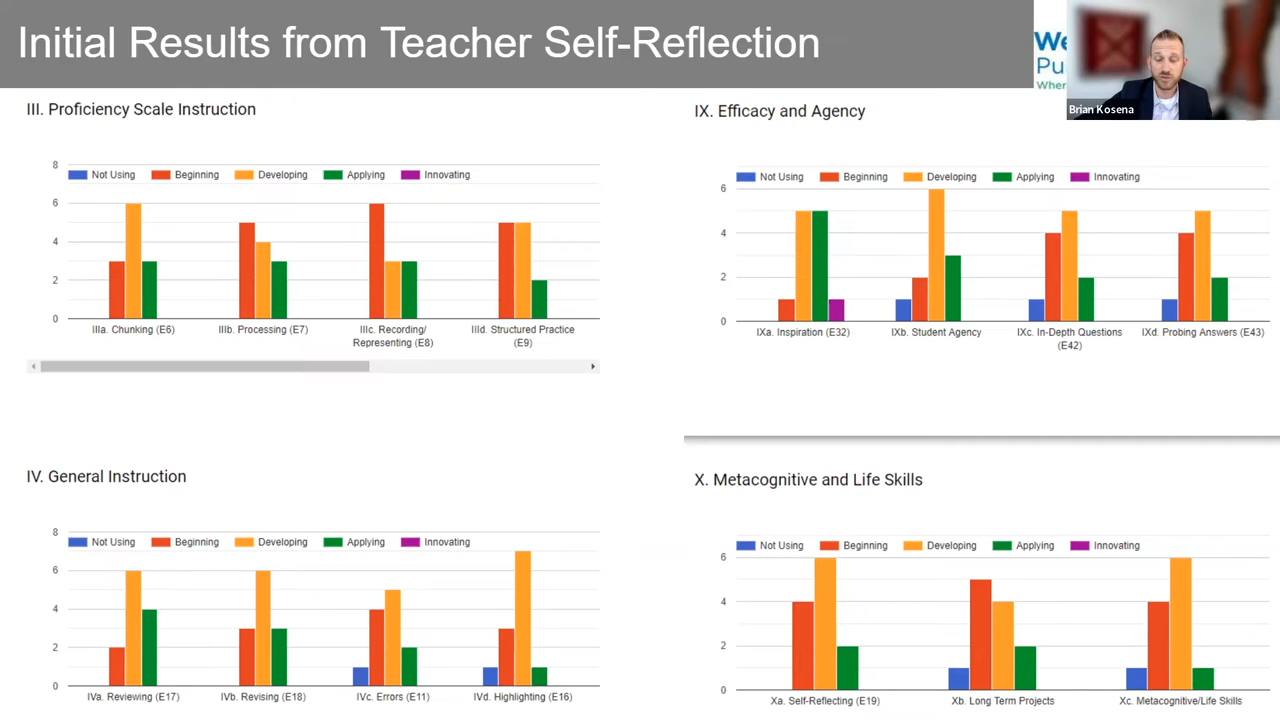 Initial Results from Teacher Self-Reflection
We
Pu
Wher
Brian Kosena
III. Proficiency Scale Instruction
8
Not Using Beginning Developing Applying Innovating
6
4
2
0
IIIa. Chunking (E6) IIIb. Processing (E7) IIIc. Recording/ IIId. Structured Practice
Representing (E8) (E9)
IX. Efficacy and Agency
Not Using Beginning Developing Applying Innovating
6
4
2
0
IXa. Inspiration (E32) IXb. Student Agency IXc. In-Depth Questions IXd. Probing Answers (E43)
(E42)
IV. General Instruction
8
Not Using Beginning Developing Applying Innovating
6
4
2
0
IVa. Reviewing (E17) IVb. Revising (E18) IVc. Errors (E11) IVd. Highlighting (E16)
X. Metacognitive and Life Skills
Not Using Beginning Developing Applying Innovating
6
4
2
0
Xa. Self-Reflecting (E19) Xb. Long Term Projects Xc. Metacognitive/Life Skills